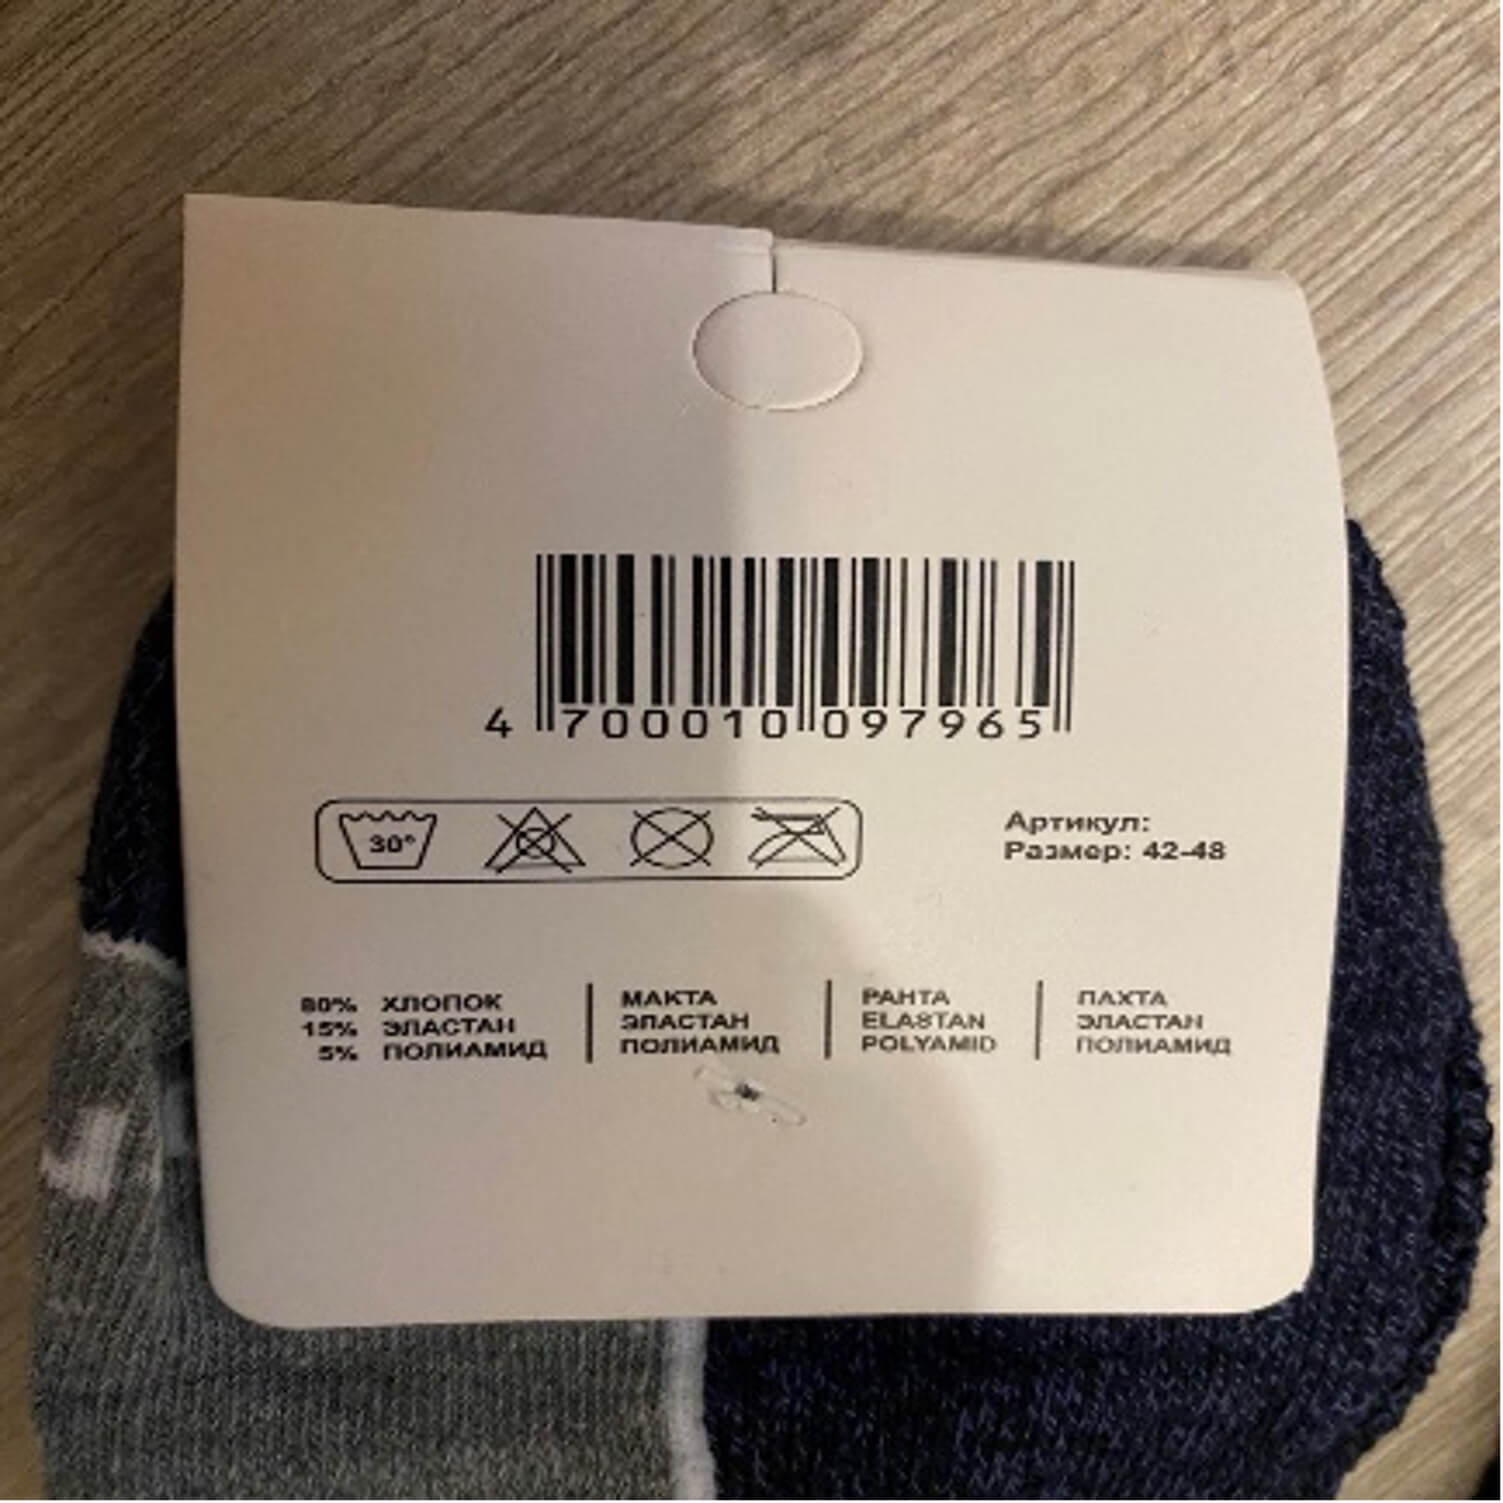 4 700010 097965
30°
Артикул:
Размер: 42-48
80% ХЛОПОК
15% ЭЛАСТАН
5% ПОЛИАМИД
МАКТА
ЭЛАСТАН
ПОЛИАМИД
PAHTA
ELASTAN
POLYAMID
ПАХТА
ЭЛАСТАН
ПОЛИАМИД